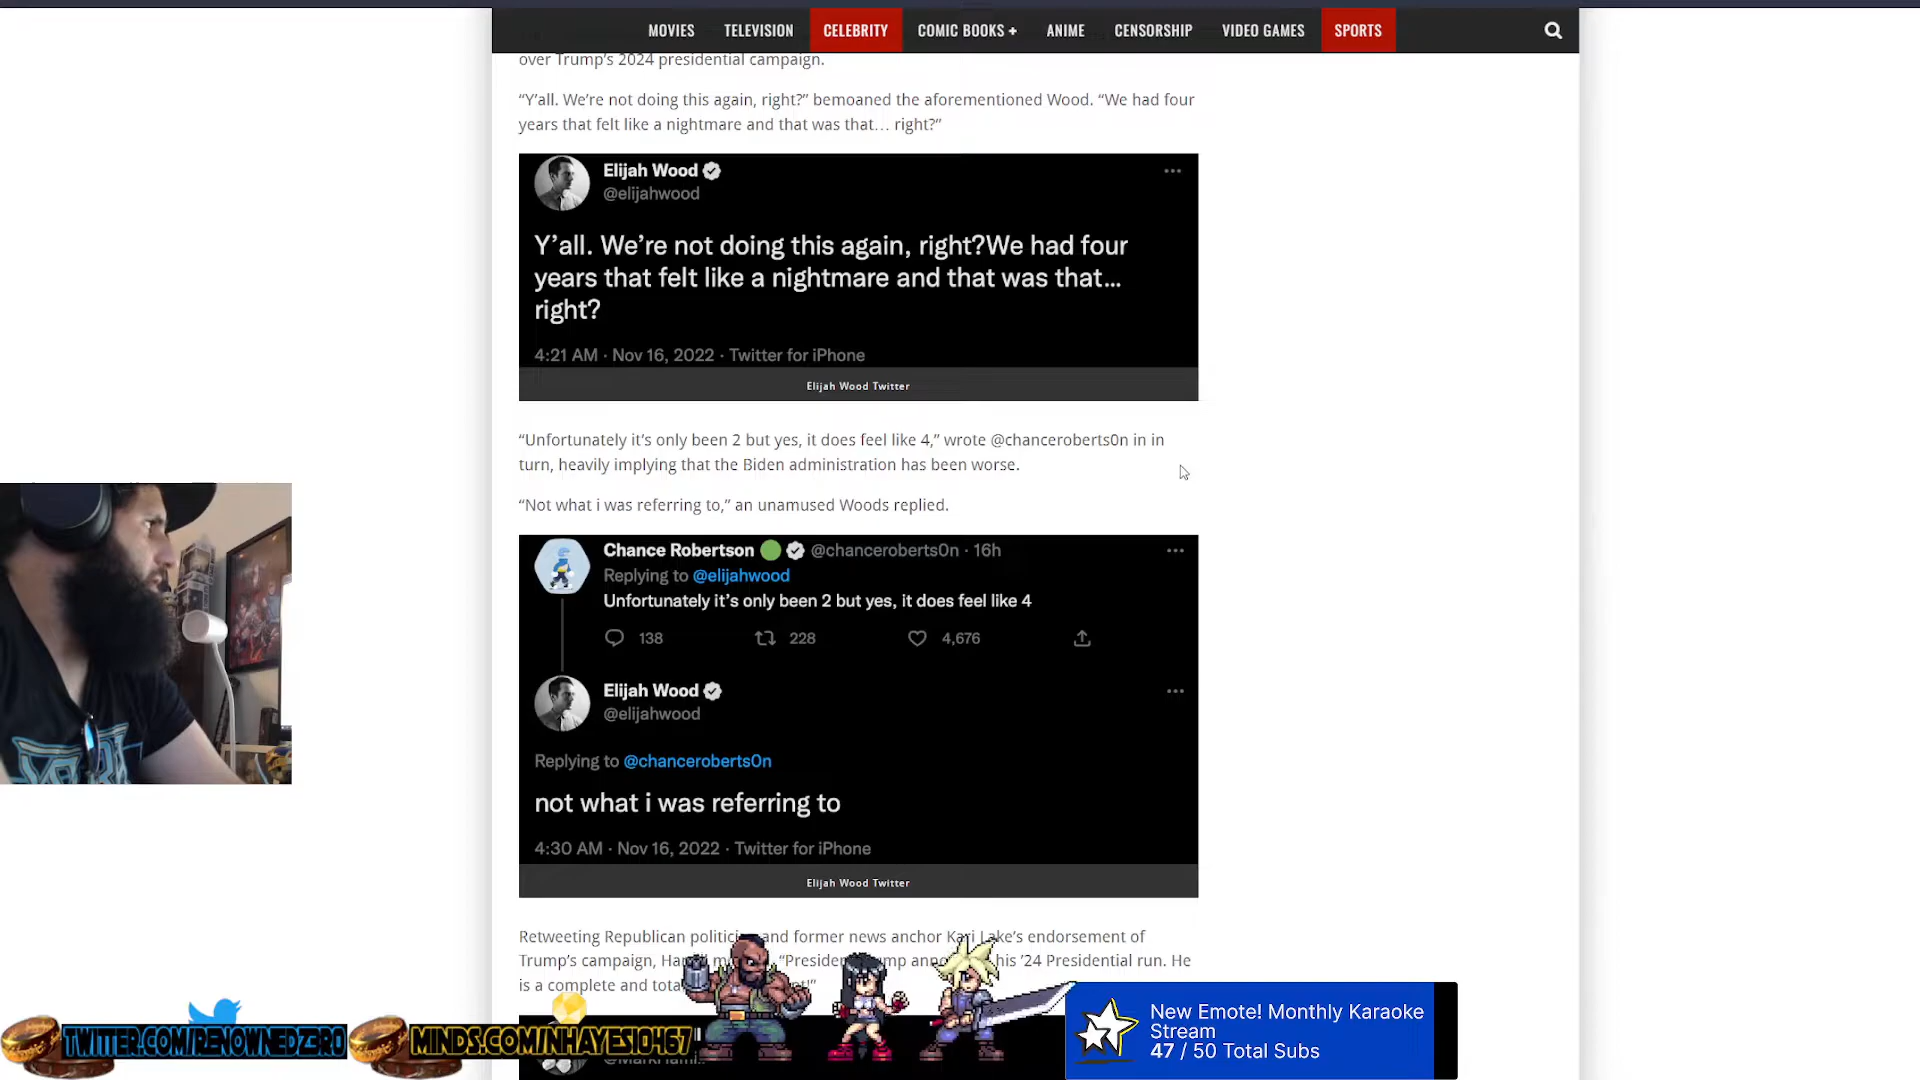 MOVIES TELEVISION CELEBRITY COMIC BOOKS + ANIME CENSORSHIP VIDEO GAMES SPORTS
over Trump's 2024 presidential campaign.
“Y'all. We're not doing this again, right?” bemoaned the aforementioned Wood. “We had four
years that felt like a nightmare and that was that… right?”
Elijah Wood
@elijahwood
Y'all. We're not doing this again, right?We had four
years that felt like a nightmare and that was that...
right?
4:21 AM · Nov 16, 2022 · Twitter for iPhone
Elijah Wood Twitter
“Unfortunately it's only been 2 but yes, it does feel like 4,” wrote @chanceroberts0n in in
turn, heavily implying that the Biden administration has been worse.
“Not what i was referring to,” an unamused Woods replied.
Chance Robertson @chanceroberts0n · 16h
Replying to @elijahwood
Unfortunately it's only been 2 but yes, it does feel like 4
138 228 4,676
Elijah Wood
@elijahwood
Replying to @chanceroberts0n
not what i was referring to
4:30 AM · Nov 16, 2022 · Twitter for iPhone
Elijah Wood Twitter
Retweeting Republican and former news anchor Kari Lake's endorsement of
Trump's campaign, his '24 Presidential run. He
is a complete and
New Emote! Monthly Karaoke
Stream
47 / 50 Total Subs
TWITTER.COM/RENOWNEDZ3R0
MINDS.COM/NHAYES10467